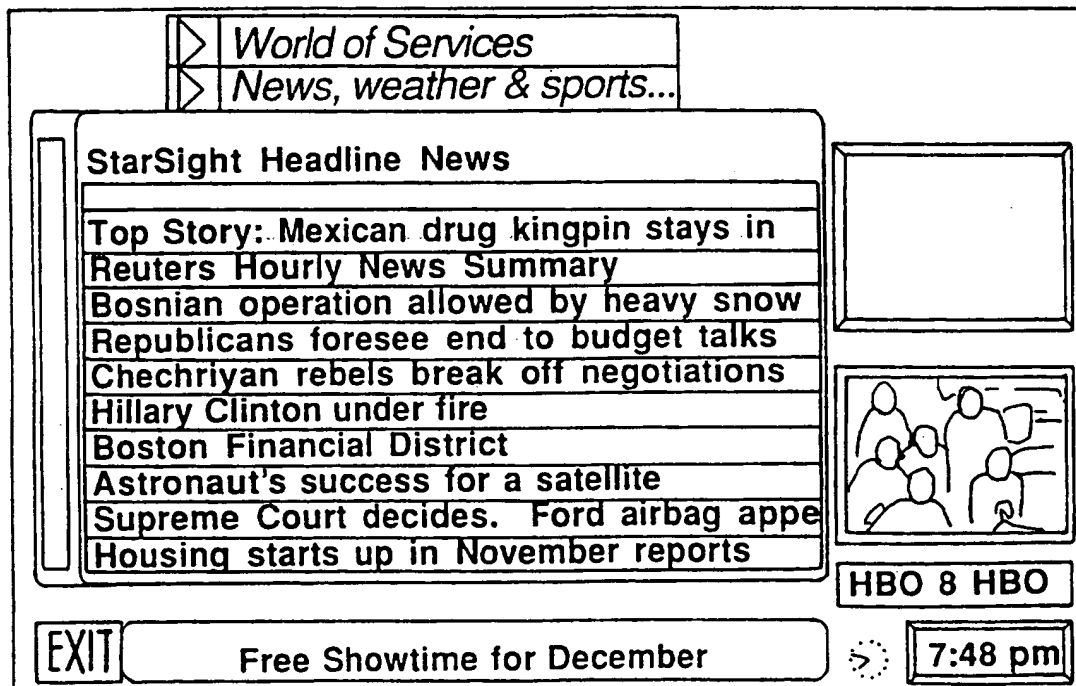 World of Services
News, weather & sports...
StarSight Headline News
Top Story: Mexican drug kingpin stays in
Reuters Hourly News Summary
Bosnian operation allowed by heavy snow
Republicans foresee end to budget talks
Chechriyan rebels break off negotiations
Hillary Clinton under fire
Boston Financial District
Astronaut's success for a satellite
Supreme Court decides. Ford airbag appe
Housing starts up in November reports
HBO 8 HBO
EXIT
Free Showtime for December
7:48 pm